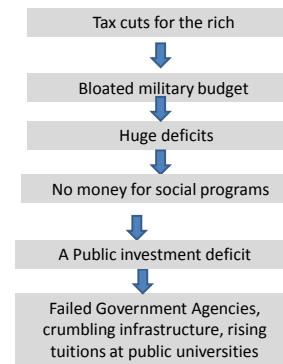 Tax cuts for the rich
Bloated military budget
Huge deficits
No money for social programs
A Public investment deficit
Failed Government Agencies,
crumbling infrastructure, rising
tuitions at public universities